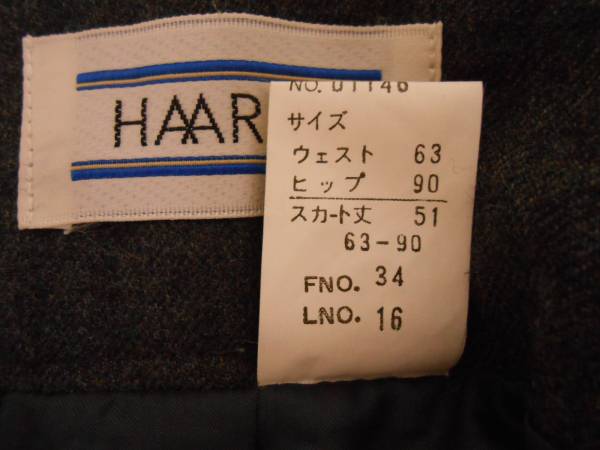 HAAR
NO. 01146
サイズ
ウェスト 63
ヒップ 90
スカート丈 51
63-90
FNO. 34
LNO. 16